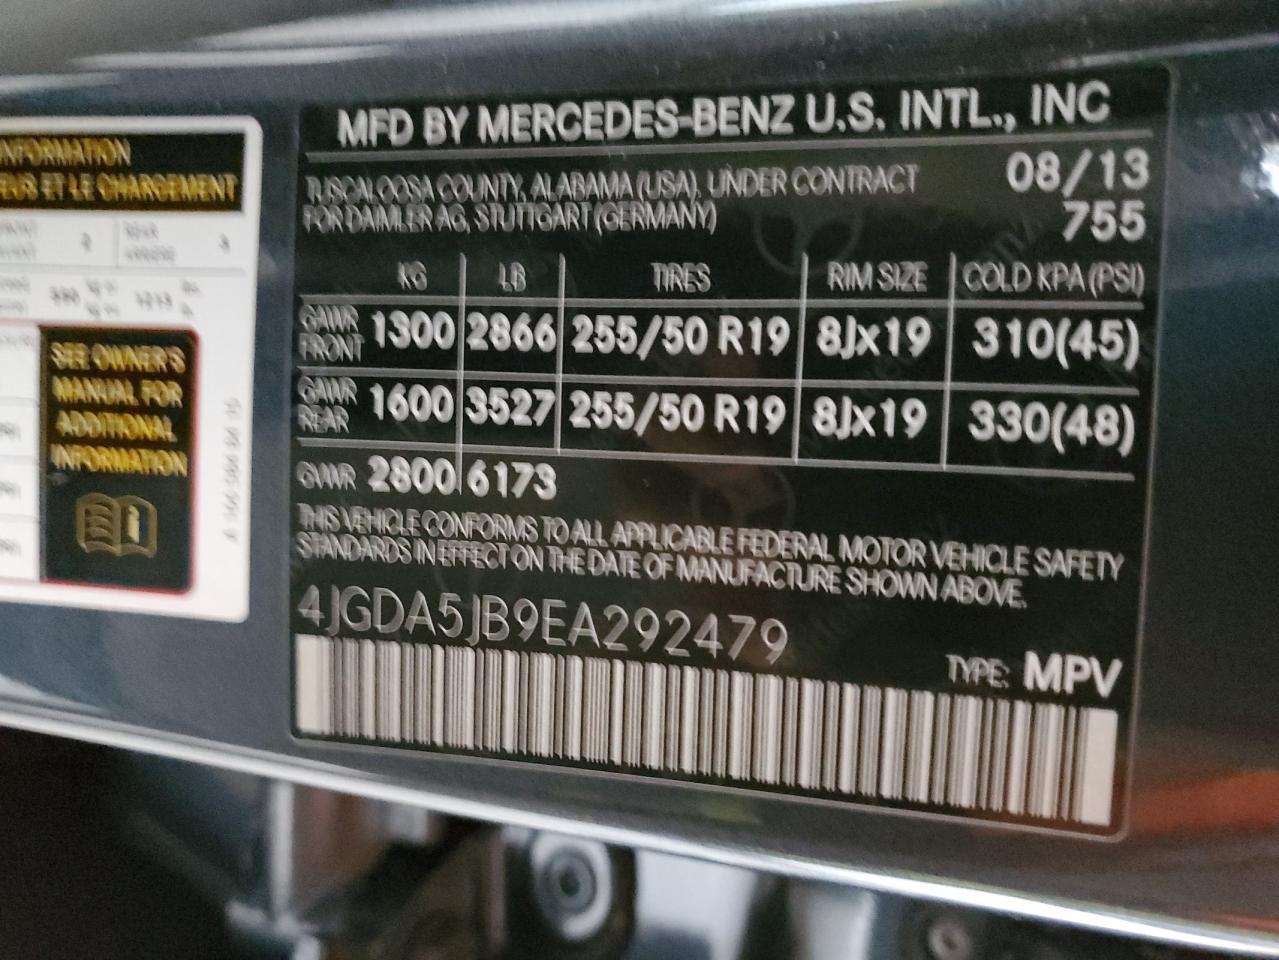 INFORMATION
ET LE CHARGEMENT
2
3
SEE OWNER'S
MANUAL FOR
ADDITIONAL
INFORMATION
MFD BY MERCEDES-BENZ U.S. INTL., INC
TUSCALOOSA COUNTY, ALABAMA (USA), UNDER CONTRACT 08/13
FOR DAIMLER AG, STUTTGART (GERMANY) 755
KG LB TIRES RIM SIZE COLD KPA (PSI)
GAWR FRONT 1300 2866 255/50 R19 8Jx19 310(45)
GAWR REAR 1600 3527 255/50 R19 8Jx19 330(48)
GVWR 2800 6173
THIS VEHICLE CONFORMS TO ALL APPLICABLE FEDERAL MOTOR VEHICLE SAFETY
STANDARDS IN EFFECT ON THE DATE OF MANUFACTURE SHOWN ABOVE.
4JGDA5JB9EA292479
TYPE: MPV